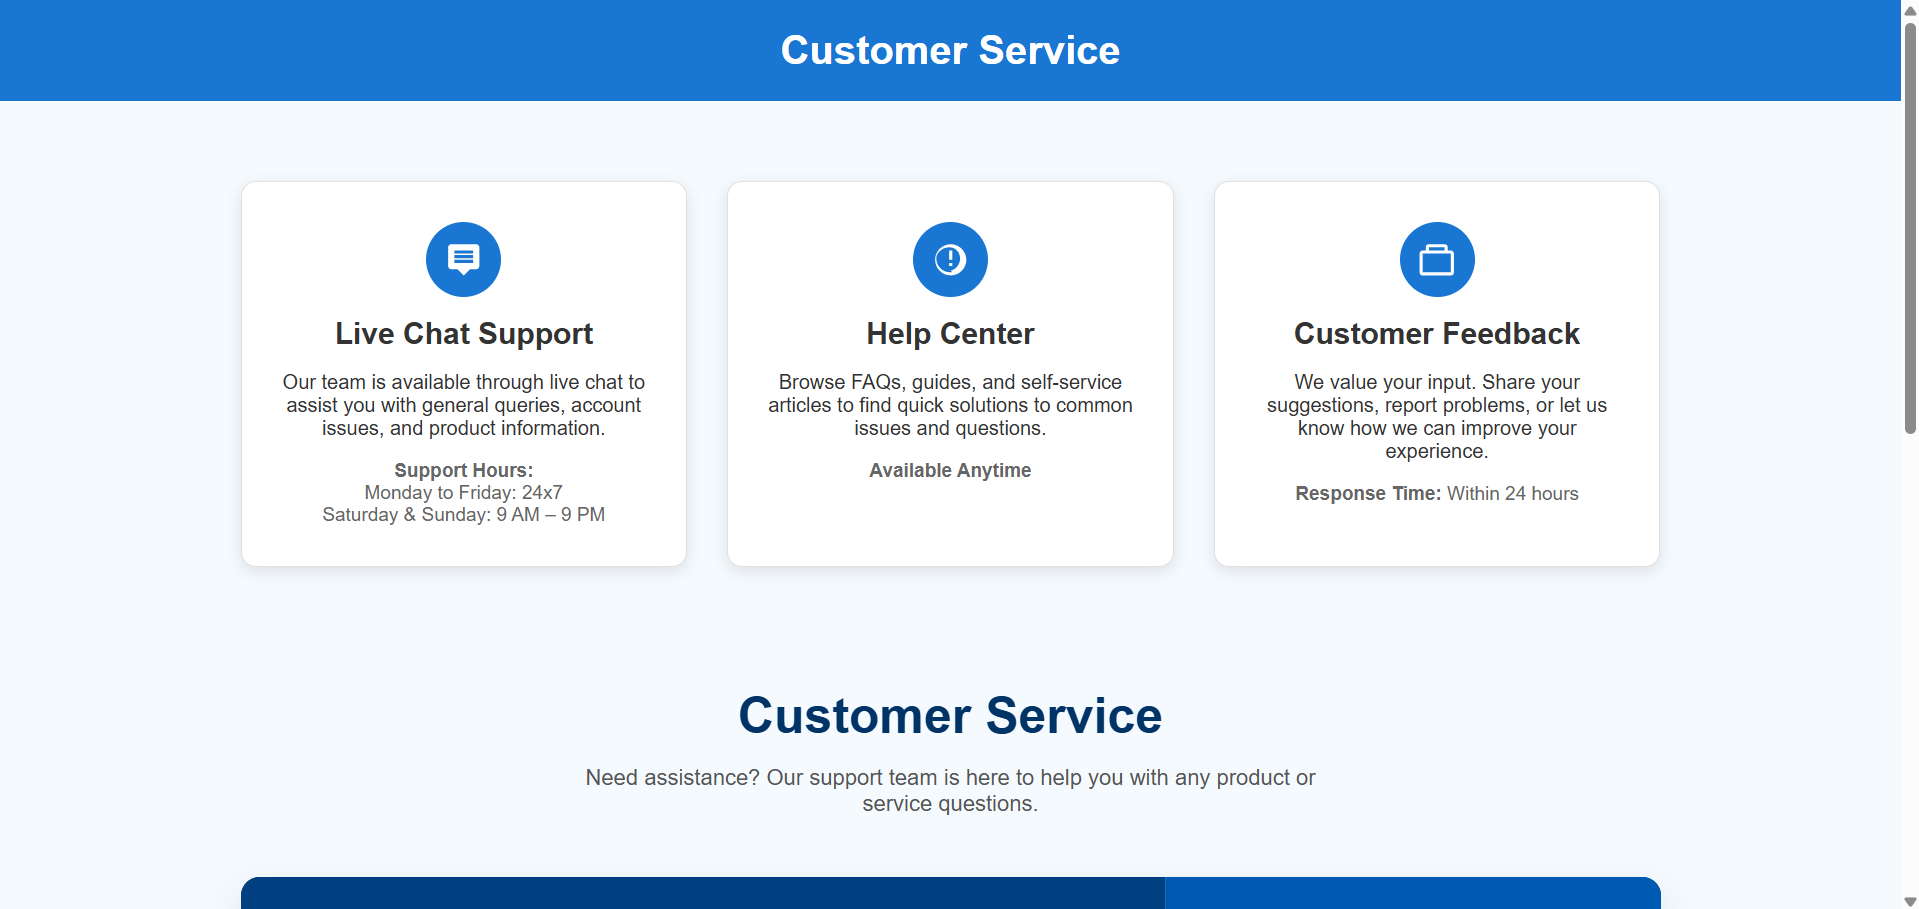 Customer Service
Live Chat Support
Our team is available through live chat to
assist you with general queries, account
issues, and product information.
Support Hours:
Monday to Friday: 24x7
Saturday & Sunday: 9 AM – 9 PM
Help Center
Browse FAQs, guides, and self-service
articles to find quick solutions to common
issues and questions.
Available Anytime
Customer Feedback
We value your input. Share your
suggestions, report problems, or let us
know how we can improve your
experience.
Response Time: Within 24 hours
Customer Service
Need assistance? Our support team is here to help you with any product or
service questions.